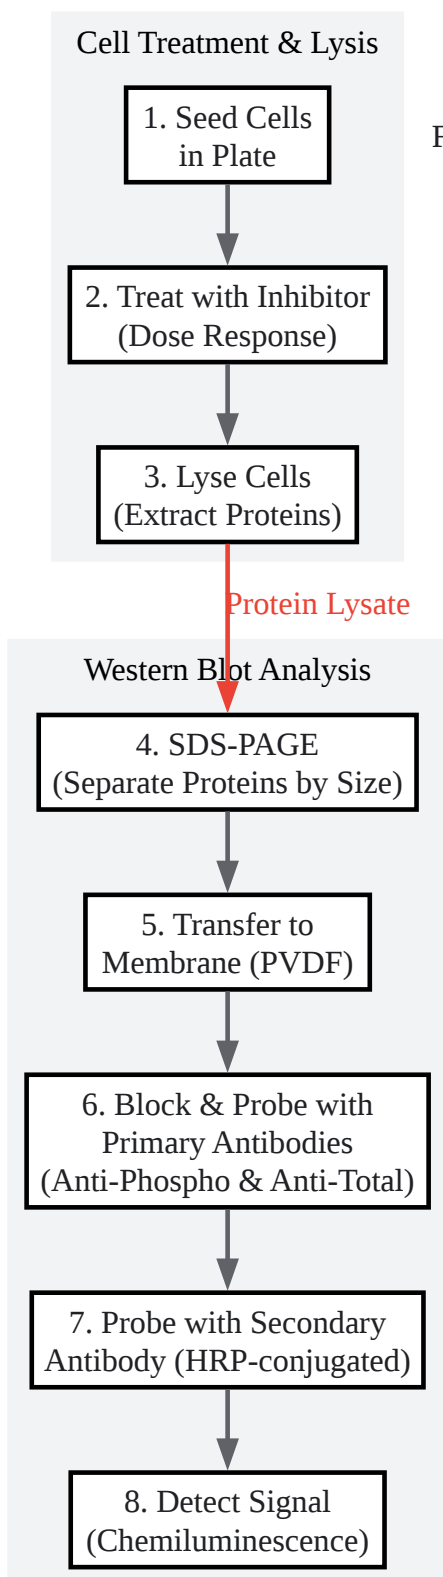 Cell Treatment & Lysis
1. Seed Cells
in Plate
2. Treat with Inhibitor
(Dose Response)
3. Lyse Cells
(Extract Proteins)
Protein Lysate
Western Blot Analysis
4. SDS-PAGE
(Separate Proteins by Size)
5. Transfer to
Membrane (PVDF)
6. Block & Probe with
Primary Antibodies
(Anti-Phospho & Anti-Total)
7. Probe with Secondary
Antibody (HRP-conjugated)
8. Detect Signal
(Chemiluminescence)